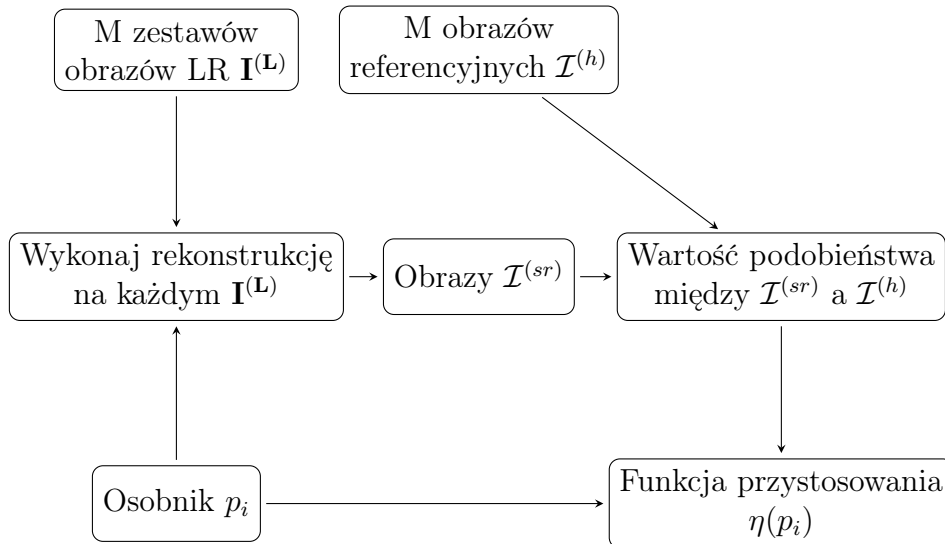 M zestawów
obrazów LR I^(L)
M obrazów
referencyjnych 𝓘^(h)
Wykonaj rekonstrukcję
na każdym I^(L)
Obrazy 𝓘^(sr)
Wartość podobieństwa
między 𝓘^(sr) a 𝓘^(h)
Osobnik p_i
Funkcja przystosowania
η(p_i)